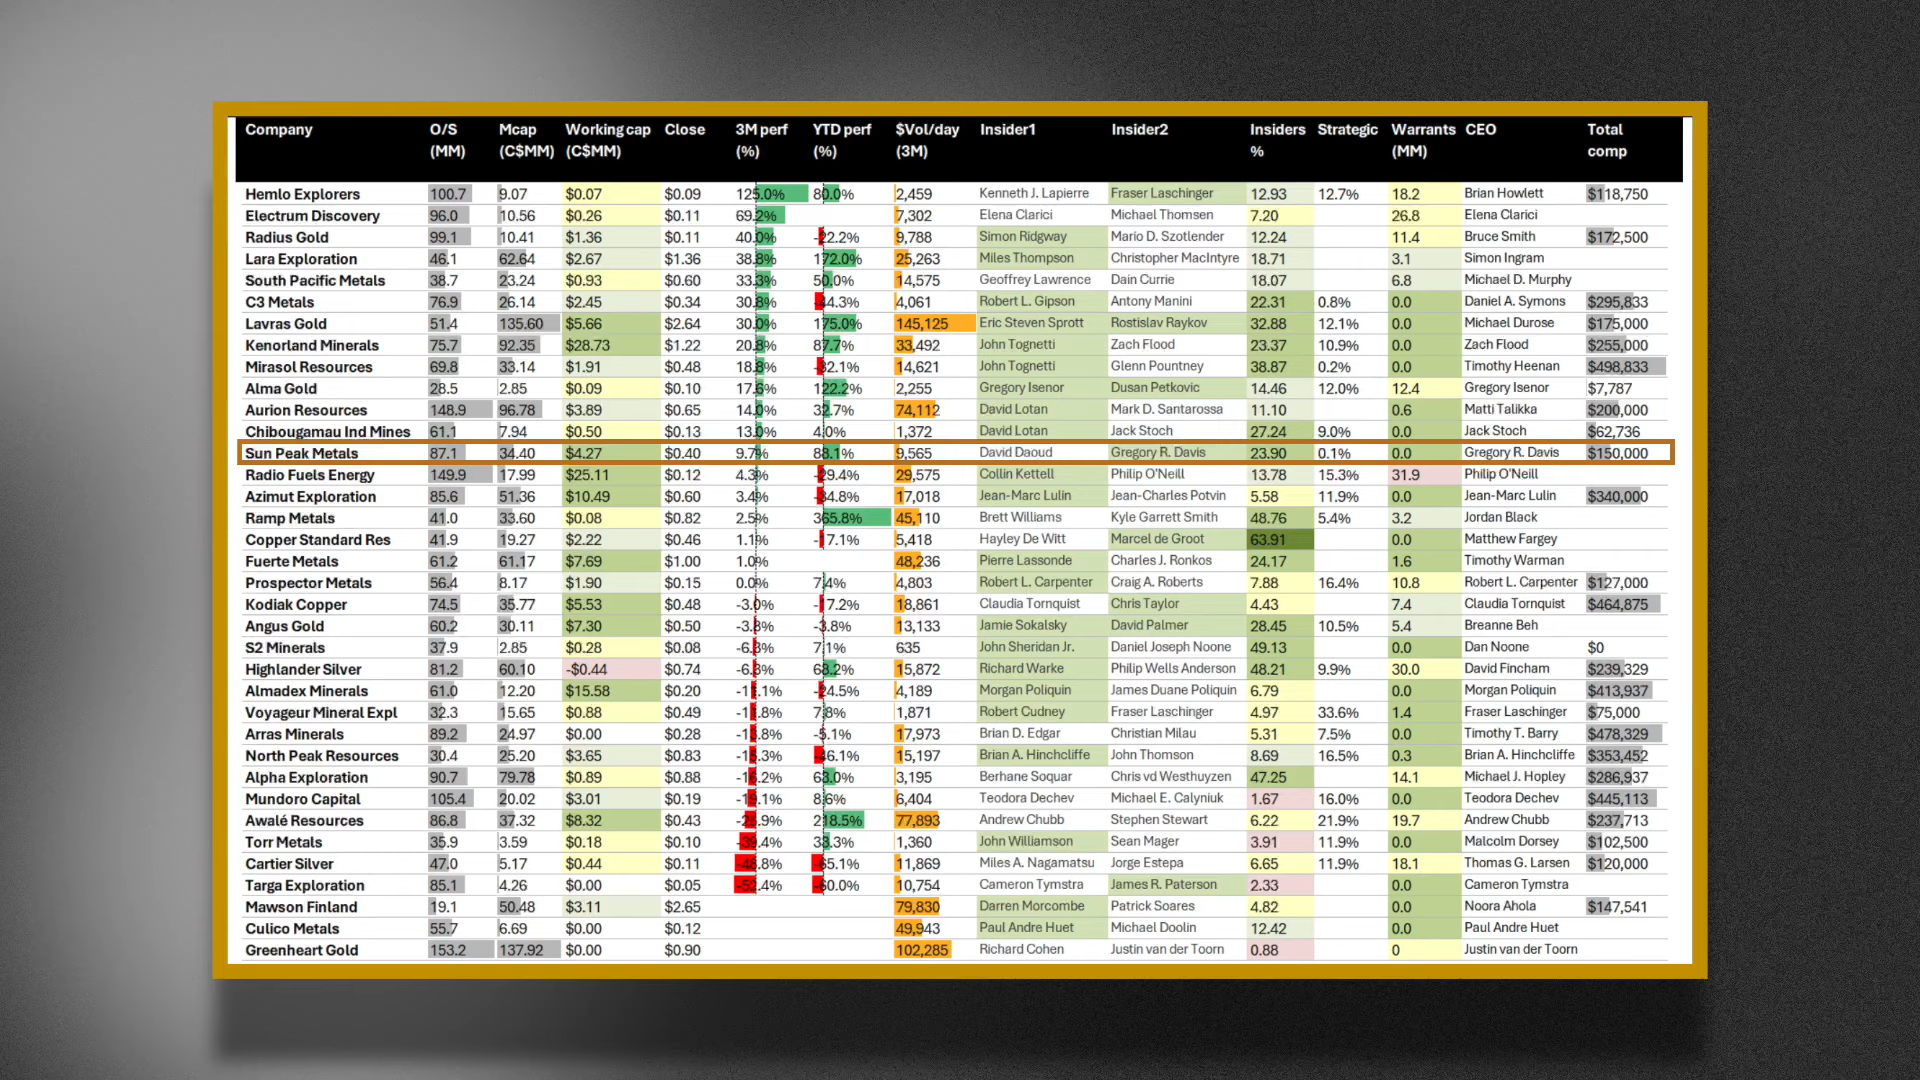 Company O/S Mcap Working cap Close 3M perf YTD perf $Vol/day Insider1 Insider2 Insiders Strategic Warrants CEO Total
(MM) (C$MM) (C$MM) (%) (%) (3M) % (MM) comp
Hemlo Explorers 100.7 9.07 $0.07 $0.09 125.0% 80.0% 2,459 Kenneth J. Lapierre Fraser Laschinger 12.93 12.7% 18.2 Brian Howlett $118,750
Electrum Discovery 96.0 10.56 $0.26 $0.11 69.2% 7,302 Elena Clarici Michael Thomsen 7.20 26.8 Elena Clarici
Radius Gold 99.1 10.41 $1.36 $0.11 40.0% -22.2% 9,788 Simon Ridgway Mario D. Szotlender 12.24 11.4 Bruce Smith $172,500
Lara Exploration 46.1 62.64 $2.67 $1.36 38.8% 172.0% 25,263 Miles Thompson Christopher MacIntyre 18.71 3.1 Simon Ingram
South Pacific Metals 38.7 23.24 $0.93 $0.60 33.3% 50.0% 14,575 Geoffrey Lawrence Dain Currie 18.07 6.8 Michael D. Murphy
C3 Metals 76.9 26.14 $2.45 $0.34 30.8% -44.3% 4,061 Robert L. Gipson Antony Manini 22.31 0.8% 0.0 Daniel A. Symons $295,833
Lavras Gold 51.4 135.60 $5.66 $2.64 30.0% 175.0% 145,125 Eric Steven Sprott Rostislav Raykov 32.88 12.1% 0.0 Michael Durose $175,000
Kenorland Minerals 75.7 92.35 $28.73 $1.22 20.8% 87.7% 33,492 John Tognetti Zach Flood 23.37 10.9% 0.0 Zach Flood $255,000
Mirasol Resources 69.8 33.14 $1.91 $0.48 18.8% -32.1% 14,621 John Tognetti Glenn Pountney 38.87 0.2% 0.0 Timothy Heenan $498,833
Alma Gold 28.5 2.85 $0.09 $0.10 17.6% 122.2% 2,255 Gregory Isenor Dusan Petkovic 14.46 12.0% 12.4 Gregory Isenor $7,787
Aurion Resources 148.9 96.78 $3.89 $0.65 14.0% 32.7% 74,112 David Lotan Mark D. Santarossa 11.10 0.6 Matti Talikka $200,000
Chibougamau Ind Mines 61.1 7.94 $0.50 $0.13 13.0% 4.0% 1,372 David Lotan Jack Stoch 27.24 9.0% 0.0 Jack Stoch $62,736
Sun Peak Metals 87.1 34.40 $4.27 $0.40 9.7% 88.1% 9,565 David Daoud Gregory R. Davis 23.90 0.1% 0.0 Gregory R. Davis $150,000
Radio Fuels Energy 149.9 17.99 $25.11 $0.12 4.3% -29.4% 29,575 Collin Kettell Philip O'Neill 13.78 15.3% 31.9 Philip O'Neill
Azimut Exploration 85.6 51.36 $10.49 $0.60 3.4% -34.8% 17,018 Jean-Marc Lulin Jean-Charles Potvin 5.58 11.9% 0.0 Jean-Marc Lulin $340,000
Ramp Metals 41.0 33.60 $0.08 $0.82 2.5% 365.8% 45,110 Brett Williams Kyle Garrett Smith 48.76 5.4% 3.2 Jordan Black
Copper Standard Res 41.9 19.27 $2.22 $0.46 1.1% -17.1% 5,418 Hayley De Witt Marcel de Groot 63.91 0.0 Matthew Fargey
Fuerte Metals 61.2 61.17 $7.69 $1.00 1.0% 48,236 Pierre Lassonde Charles J. Ronkos 24.17 1.6 Timothy Warman
Prospector Metals 56.4 8.17 $1.90 $0.15 0.0% 7.4% 4,803 Robert L. Carpenter Craig A. Roberts 7.88 16.4% 10.8 Robert L. Carpenter $127,000
Kodiak Copper 74.5 35.77 $5.53 $0.48 -3.0% -17.2% 18,861 Claudia Tornquist Chris Taylor 4.43 7.4 Claudia Tornquist $464,875
Angus Gold 60.2 30.11 $7.30 $0.50 -3.8% -3.8% 13,133 Jamie Sokalsky David Palmer 28.45 10.5% 5.4 Breanne Beh
S2 Minerals 37.9 2.85 $0.28 $0.08 7.1% 635 John Sheridan Jr. Daniel Joseph Noone 49.13 0.0 Dan Noone $0
Highlander Silver 81.2 60.10 -$0.44 $0.74 68.2% 15,872 Richard Warke Philip Wells Anderson 48.21 9.9% 30.0 David Fincham $239,329
Almadex Minerals 61.0 12.20 $15.58 $0.20 -11.1% -24.5% 4,189 Morgan Poliquin James Duane Poliquin 6.79 0.0 Morgan Poliquin $413,937
Voyageur Mineral Expl 32.3 15.65 $0.88 $0.49 -11.8% 7.8% 1,871 Robert Cudney Fraser Laschinger 4.97 33.6% 1.4 Fraser Laschinger $75,000
Arras Minerals 89.2 24.97 $0.00 $0.28 -13.8% -5.1% 17,973 Brian D. Edgar Christian Milau 5.31 7.5% 0.0 Timothy T. Barry $478,329
North Peak Resources 30.4 25.20 $3.65 $0.83 -15.3% -46.1% 15,197 Brian A. Hinchcliffe John Thomson 8.69 16.5% 0.3 Brian A. Hinchcliffe $353,452
Alpha Exploration 90.7 79.78 $0.89 $0.88 -16.2% 63.0% 3,195 Berhane Soquar Chris vd Westhuyzen 47.25 14.1 Michael J. Hopley $286,937
Mundoro Capital 105.4 20.02 $3.01 $0.19 -19.1% 8.6% 6,404 Teodora Dechev Michael E. Calyniuk 1.67 16.0% 0.0 Teodora Dechev $445,113
Awalé Resources 86.8 37.32 $8.32 $0.43 218.5% 77,893 Andrew Chubb Stephen Stewart 6.22 21.9% 19.7 Andrew Chubb $237,713
Torr Metals 35.9 3.59 $0.18 $0.10 -39.4% 33.3% 1,360 John Williamson Sean Mager 3.91 11.9% 0.0 Malcolm Dorsey $102,500
Cartier Silver 47.0 5.17 $0.44 $0.11 -48.8% -65.1% 11,869 Miles A. Nagamatsu Jorge Estepa 6.65 11.9% 18.1 Thomas G. Larsen $120,000
Targa Exploration 85.1 4.26 $0.00 $0.05 -52.4% -60.0% 10,754 Cameron Tymstra James R. Paterson 2.33 0.0 Cameron Tymstra
Mawson Finland 19.1 50.48 $3.11 $2.65 79,830 Darren Morcombe Patrick Soares 4.82 0.0 Noora Ahola $147,541
Culico Metals 55.7 6.69 $0.00 $0.12 49,943 Paul Andre Huet Michael Doolin 12.42 0.0 Paul Andre Huet
Greenheart Gold 153.2 137.92 $0.00 $0.90 102,285 Richard Cohen Justin van der Toorn 0.88 0 Justin van der Toorn